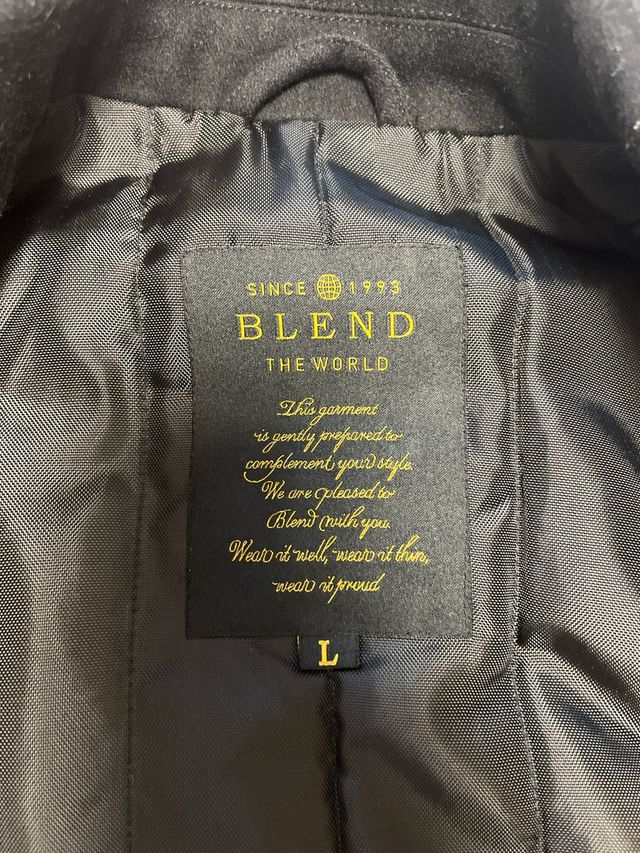 SINCE 1993
BLEND
THE WORLD
This garment
is gently prepared to
complement your style.
We are pleased to
Blend with you.
Wear it well, wear it thin,
wear it proud
L